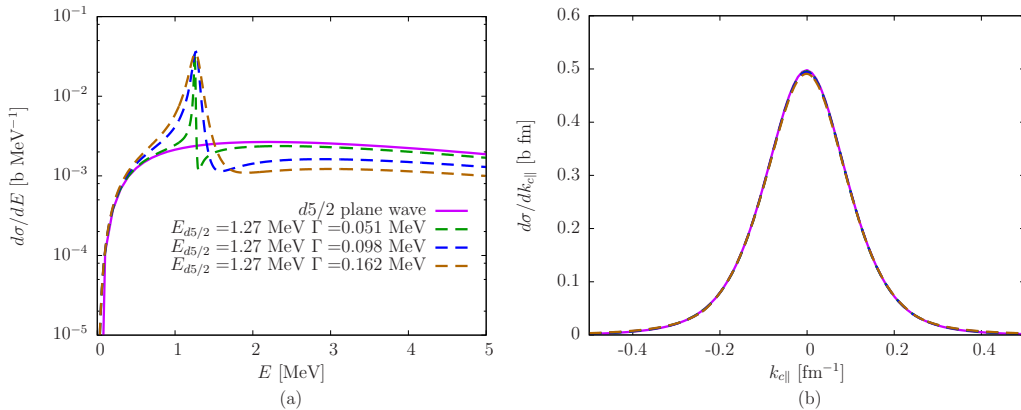 10⁻¹
10⁻²
10⁻³
10⁻⁴
10⁻⁵
dσ/dE [b MeV⁻¹]
d5/2 plane wave
E_{d5/2} =1.27 MeV Γ =0.051 MeV
E_{d5/2} =1.27 MeV Γ =0.098 MeV
E_{d5/2} =1.27 MeV Γ =0.162 MeV
0 1 2 3 4 5
E [MeV]
(a)
0.6
0.5
0.4
0.3
0.2
0.1
0
dσ/dk_{c∥} [b fm]
-0.4 -0.2 0 0.2 0.4
k_{c∥} [fm⁻¹]
(b)